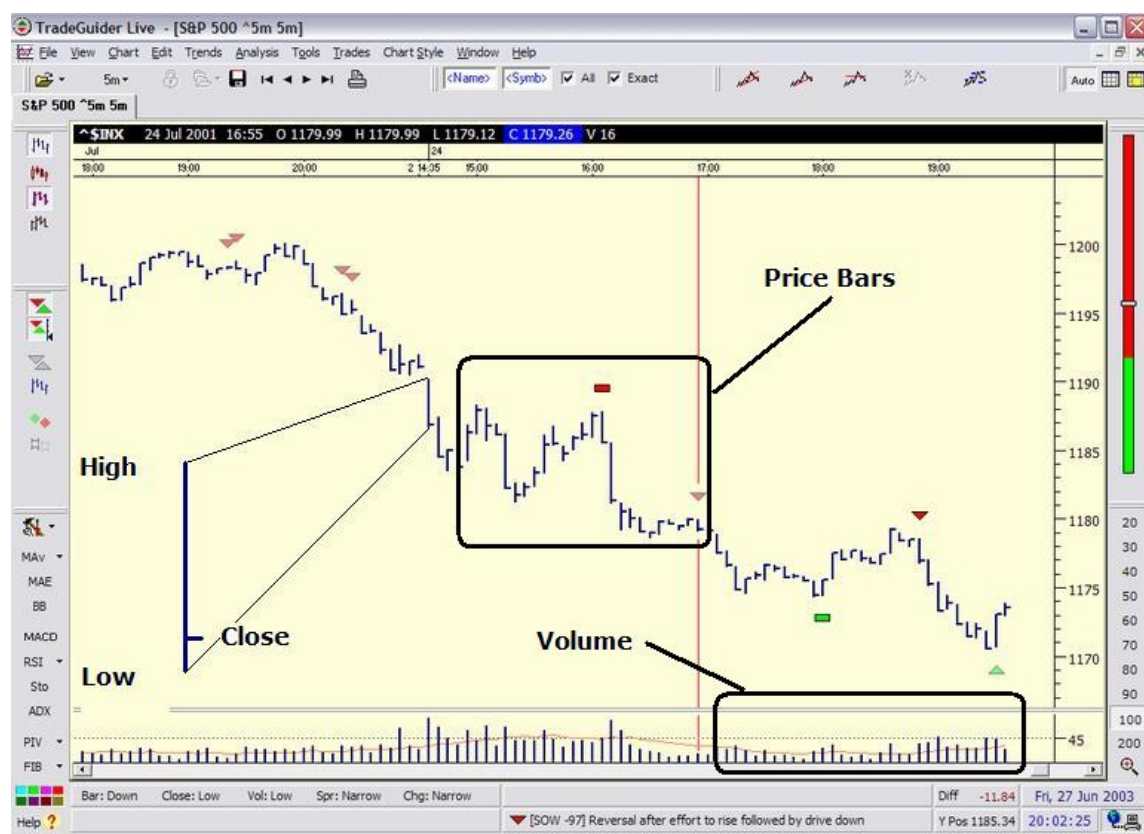 TradeGuider Live - [S&P 500 ^5m 5m]
File View Chart Edit Trends Analysis Tools Trades Chart Style Window Help
5m <Name> <Symb> All Exact Auto
S&P 500 ^5m 5m
^$INX 24 Jul 2001 16:55 O 1179.99 H 1179.99 L 1179.12 C 1179.26 V 16
Jul 24
18:00 19:00 20:00 2 14:35 15:00 16:00 17:00 18:00 19:00
1200
Price Bars
1195
1190
1185
High
1180
20
30
MAv
40
MAE
1175
50
BB
60
MACD
Close
Volume
70
RSI
1170
80
Sto
Low
90
ADX
100
PIV
45
200
FIB
Bar: Down Close: Low Vol: Low Spr: Narrow Chg: Narrow Diff -11.84 Fri, 27 Jun 2003
Help ? [SOW -97] Reversal after effort to rise followed by drive down Y Pos 1185.34 20:02:25